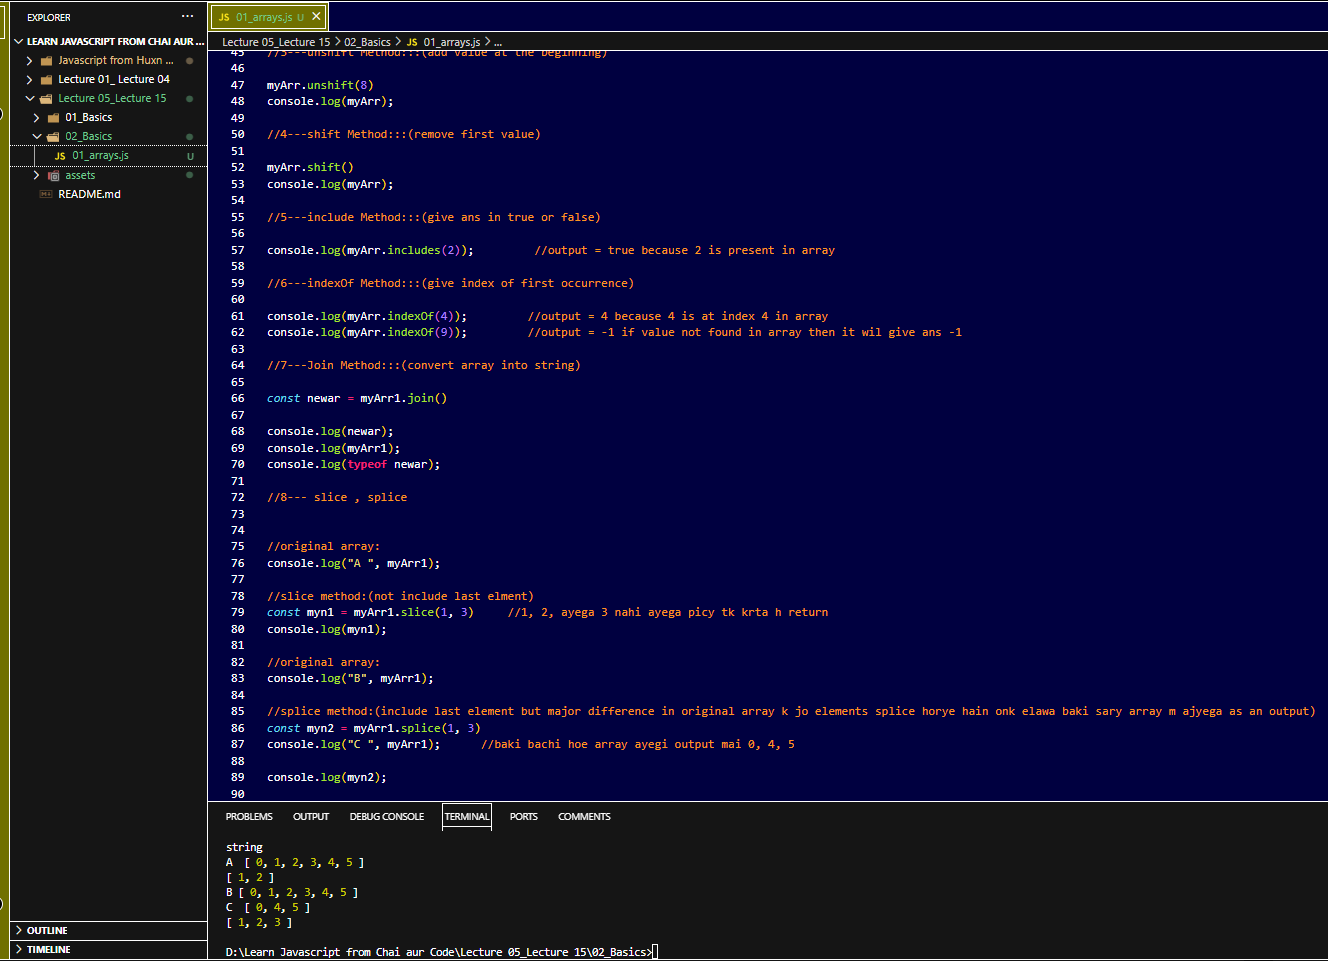 EXPLORER
LEARN JAVASCRIPT FROM CHAI AUR ...
Javascript from Huxn ...
Lecture 01_ Lecture 04
Lecture 05_Lecture 15
01_Basics
02_Basics
JS 01_arrays.js U
assets
README.md
OUTLINE
TIMELINE
JS 01_arrays.js U
Lecture 05_Lecture 15 > 02_Basics > JS 01_arrays.js > ...
45 //3---unshift Method:::(add value at the beginning)
46
47 myArr.unshift(8)
48 console.log(myArr);
49
50 //4---shift Method:::(remove first value)
51
52 myArr.shift()
53 console.log(myArr);
54
55 //5---include Method:::(give ans in true or false)
56
57 console.log(myArr.includes(2)); //output = true because 2 is present in array
58
59 //6---indexOf Method:::(give index of first occurrence)
60
61 console.log(myArr.indexOf(4)); //output = 4 because 4 is at index 4 in array
62 console.log(myArr.indexOf(9)); //output = -1 if value not found in array then it wil give ans -1
63
64 //7---Join Method:::(convert array into string)
65
66 const newar = myArr1.join()
67
68 console.log(newar);
69 console.log(myArr1);
70 console.log(typeof newar);
71
72 //8--- slice , splice
73
74
75 //original array:
76 console.log("A ", myArr1);
77
78 //slice method:(not include last elment)
79 const myn1 = myArr1.slice(1, 3) //1, 2, ayega 3 nahi ayega picy tk krta h return
80 console.log(myn1);
81
82 //original array:
83 console.log("B", myArr1);
84
85 //splice method:(include last element but major difference in original array k jo elements splice horye hain onk elawa baki sary array m ajyega as an output)
86 const myn2 = myArr1.splice(1, 3)
87 console.log("C ", myArr1); //baki bachi hoe array ayegi output mai 0, 4, 5
88
89 console.log(myn2);
90
PROBLEMS OUTPUT DEBUG CONSOLE TERMINAL PORTS COMMENTS
string
A  [ 0, 1, 2, 3, 4, 5 ]
[ 1, 2 ]
B [ 0, 1, 2, 3, 4, 5 ]
C  [ 0, 4, 5 ]
[ 1, 2, 3 ]
D:\Learn Javascript from Chai aur Code\Lecture 05_Lecture 15\02_Basics>